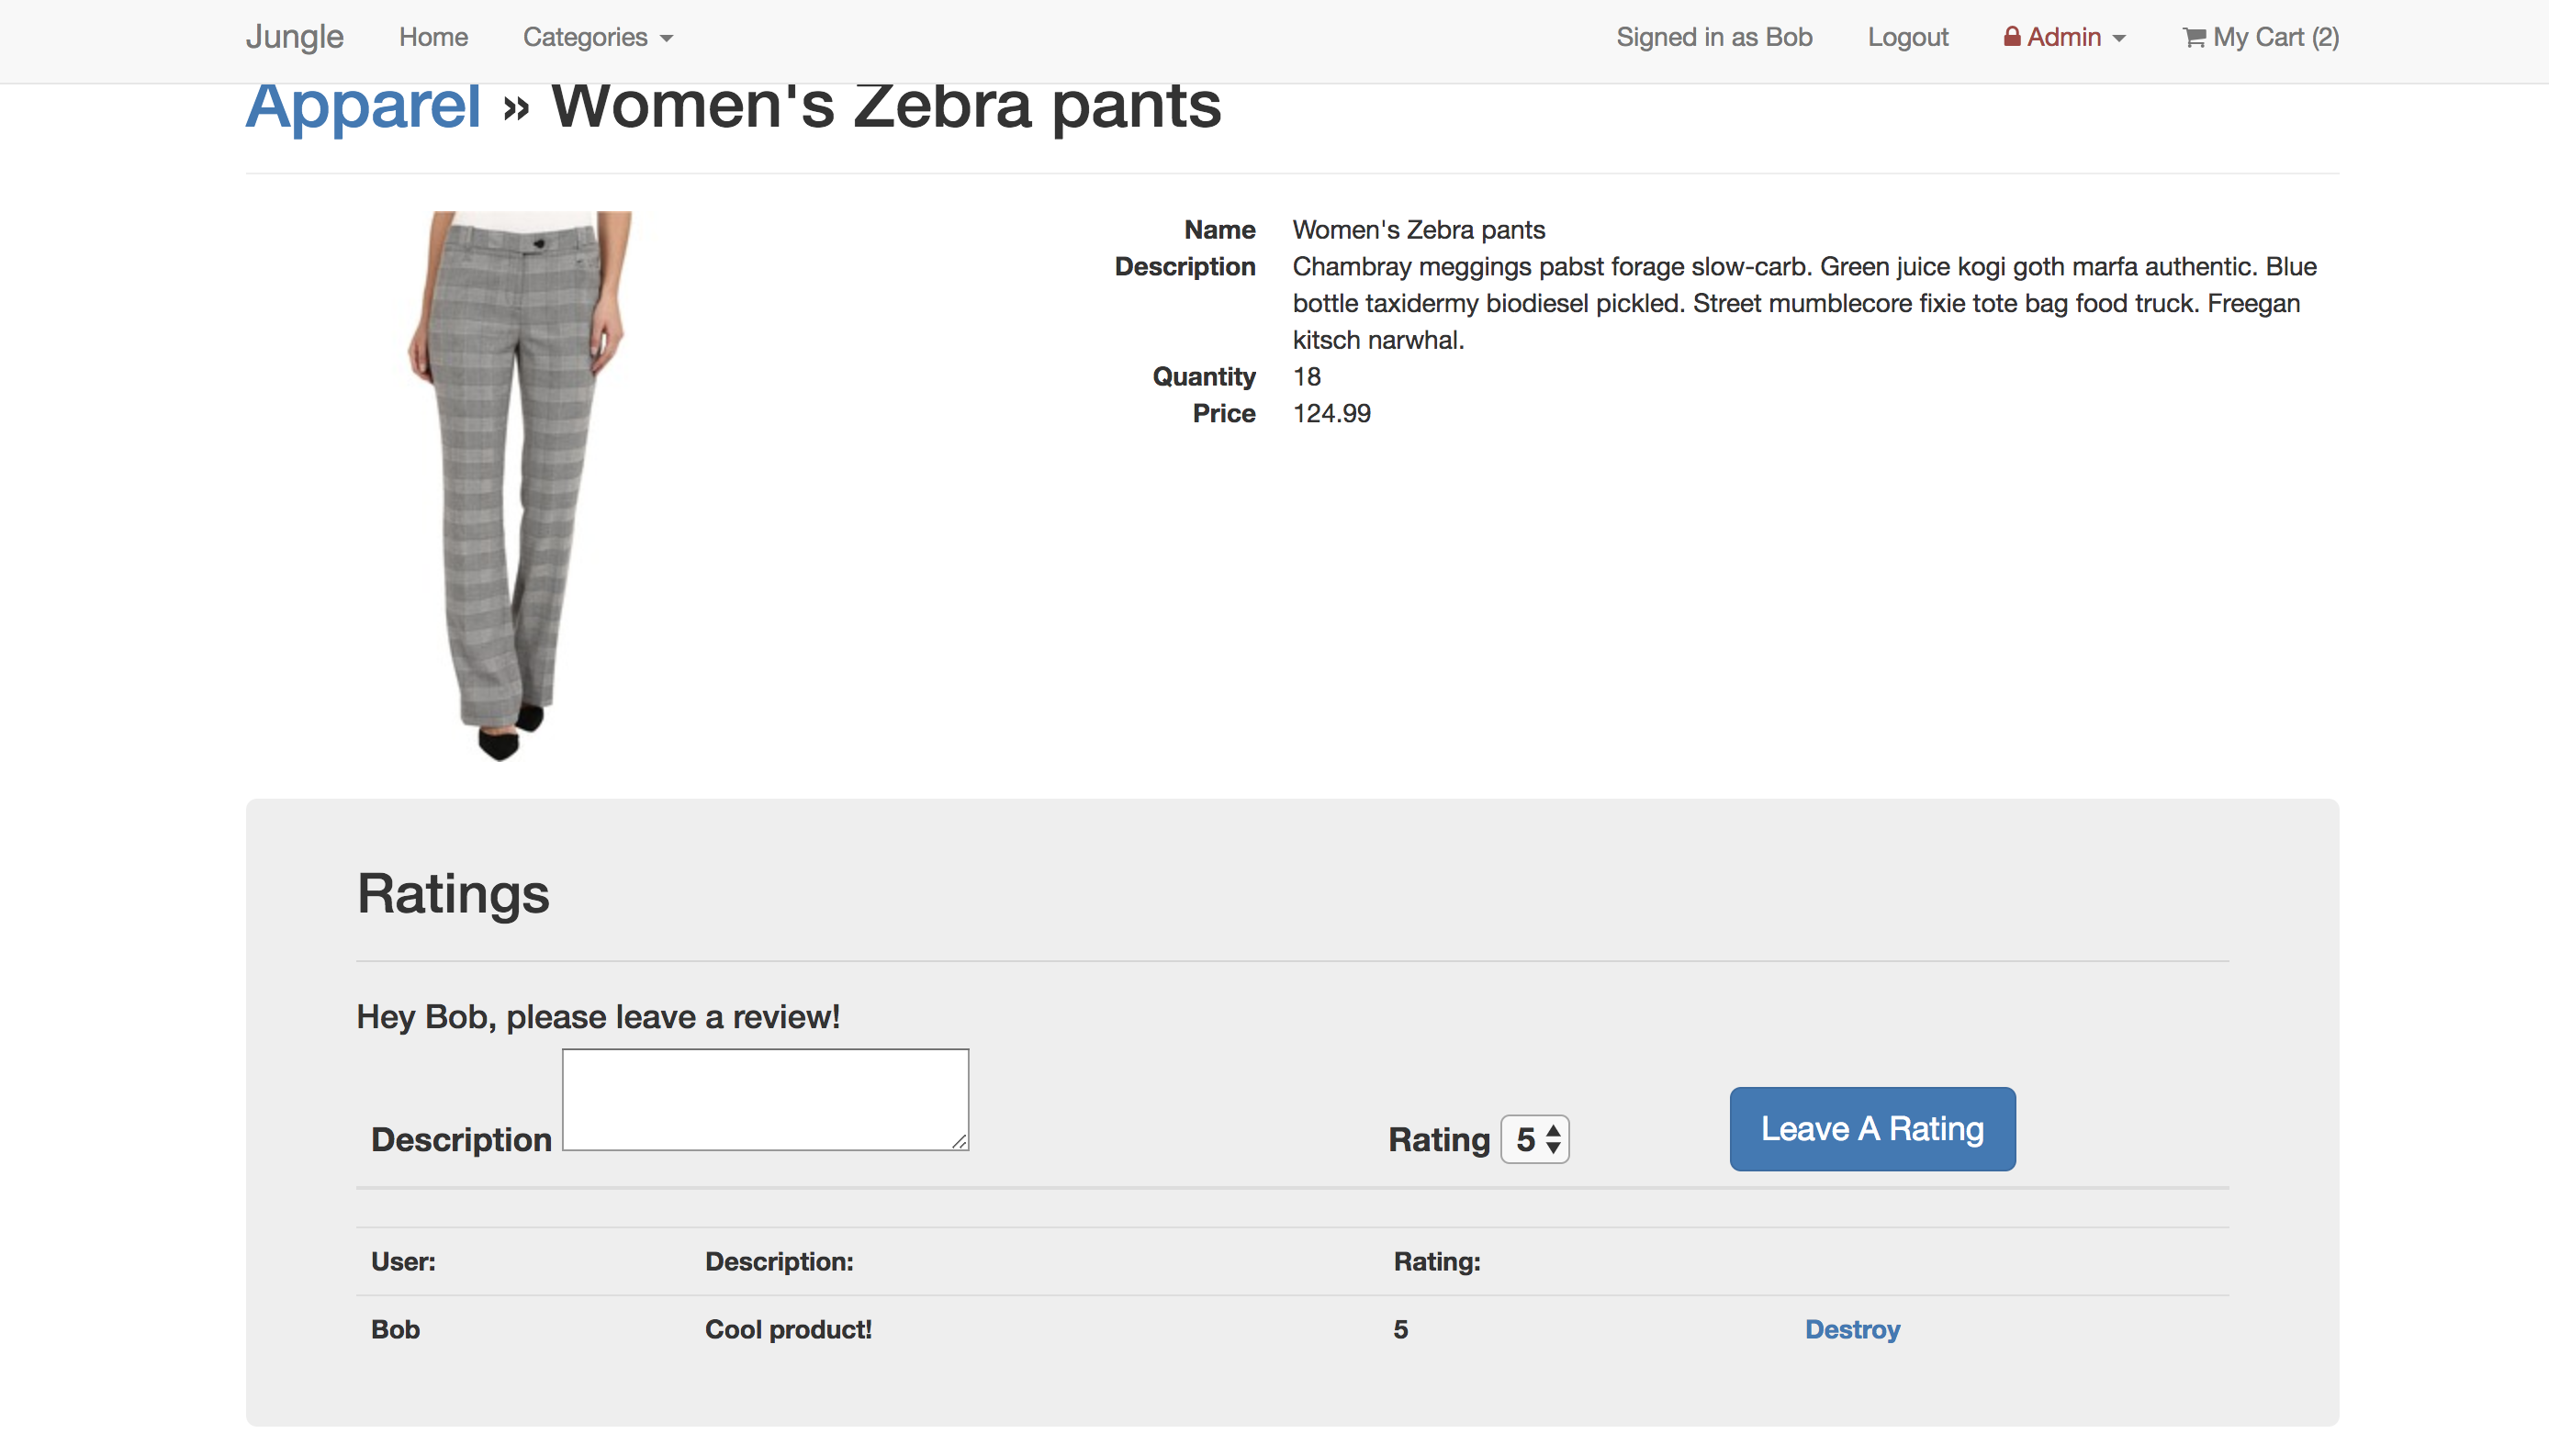 Jungle Home Categories Signed in as Bob Logout Admin My Cart (2)
Apparel » Women's Zebra pants
Name Women's Zebra pants
Description Chambray meggings pabst forage slow-carb. Green juice kogi goth marfa authentic. Blue
bottle taxidermy biodiesel pickled. Street mumblecore fixie tote bag food truck. Freegan
kitsch narwhal.
Quantity 18
Price 124.99
Ratings
Hey Bob, please leave a review!
Description Rating 5 Leave A Rating
User: Description: Rating:
Bob Cool product! 5 Destroy